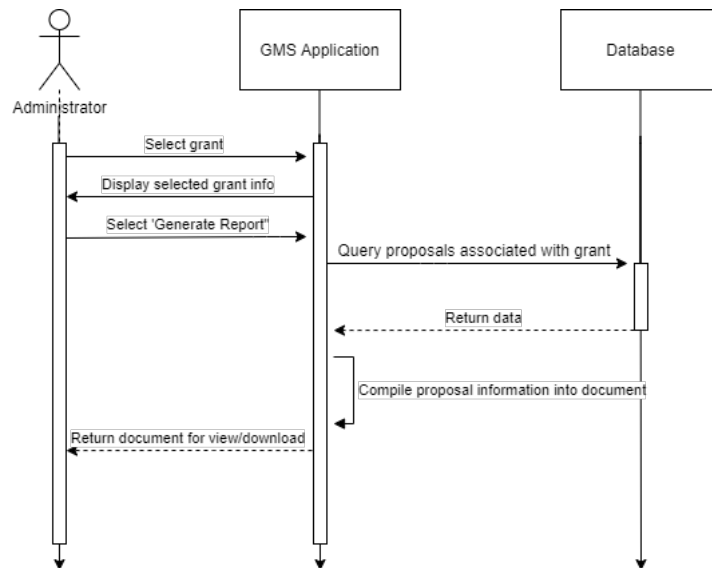 GMS Application
Database
Administrator
Select grant
Display selected grant info
Select 'Generate Report"
Query proposals associated with grant
Return data
Compile proposal information into document
Return document for view/download